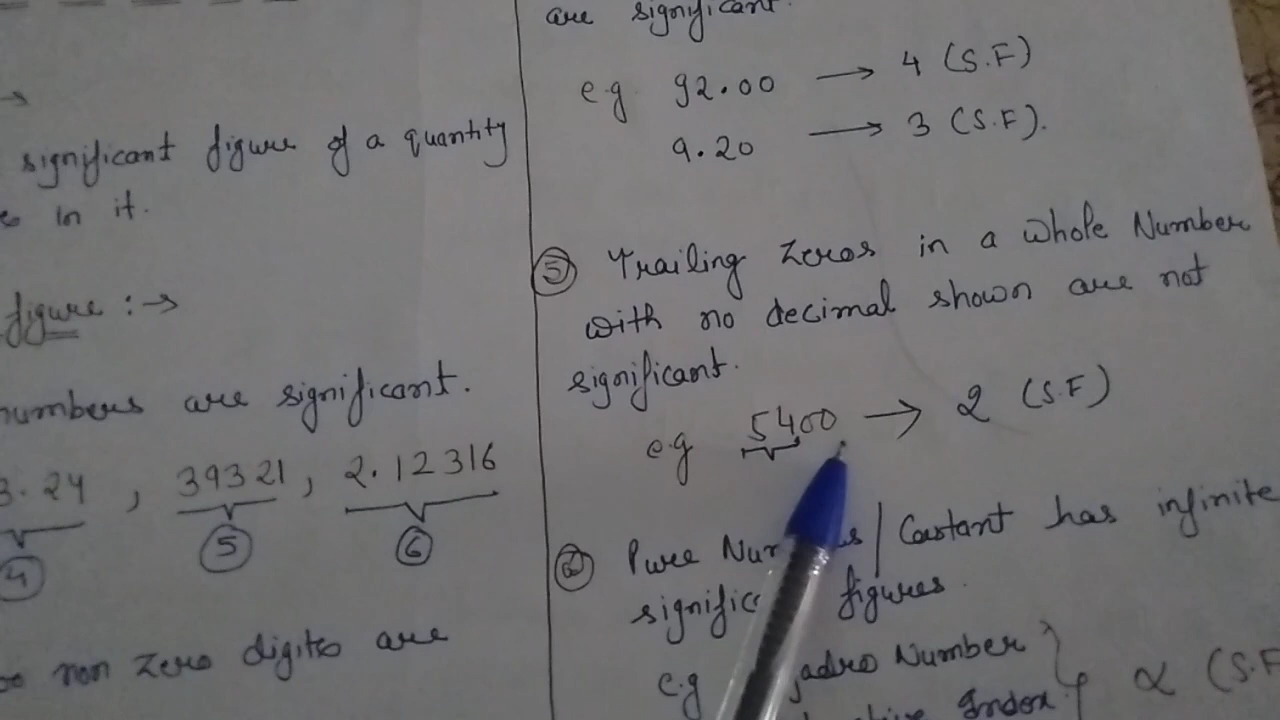 significant figure of a quantity
in it.
figure :→
numbers are significant.
3.24 , 39321 , 2.12316
4 5 6
non zero digits are
are significant.
e.g 92.00 → 4 (S.F)
9.20 → 3 (S.F).
5 Trailing zeros in a whole Number
with no decimal shown are not
significant.
e.g 5400 → 2 (S.F)
6 Pure / Constant has infinite
figures.
e.g Number
Index
∝ (S.F